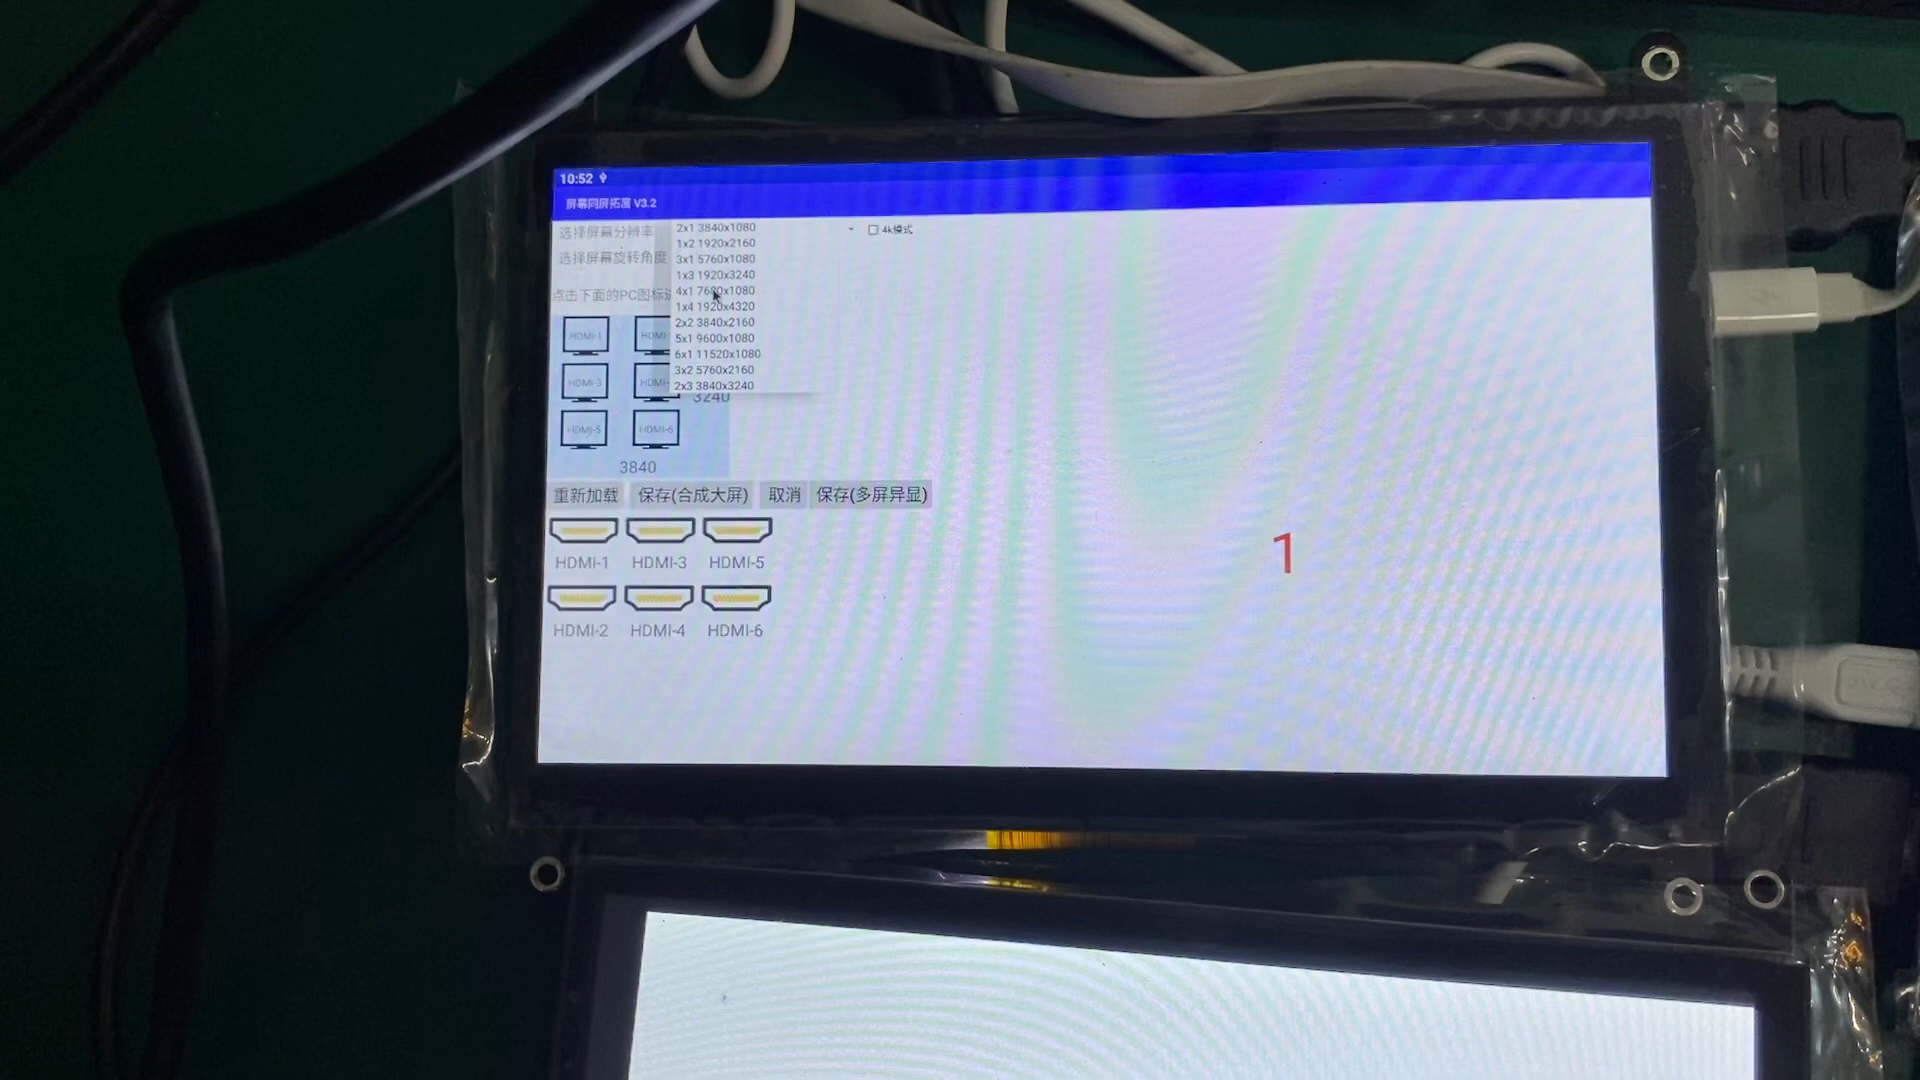 10:52
屏幕同屏拓展 V3.2
选择屏幕分辨率
2x1 3840x1080
4k模式
1x2 1920x2160
选择屏幕旋转角度
3x1 5760x1080
1x3 1920x3240
点击下面的PC图标
4x1 7680x1080
1x4 1920x4320
2x2 3840x2160
5x1 9600x1080
6x1 11520x1080
3x2 5760x2160
2x3 3840x3240
HDMI-1
HDMI-
HDMI-3
HDMI-
3240
HDMI-5
HDMI-6
3840
重新加载 保存(合成大屏) 取消 保存(多屏异显)
HDMI-1 HDMI-3 HDMI-5
HDMI-2 HDMI-4 HDMI-6
1